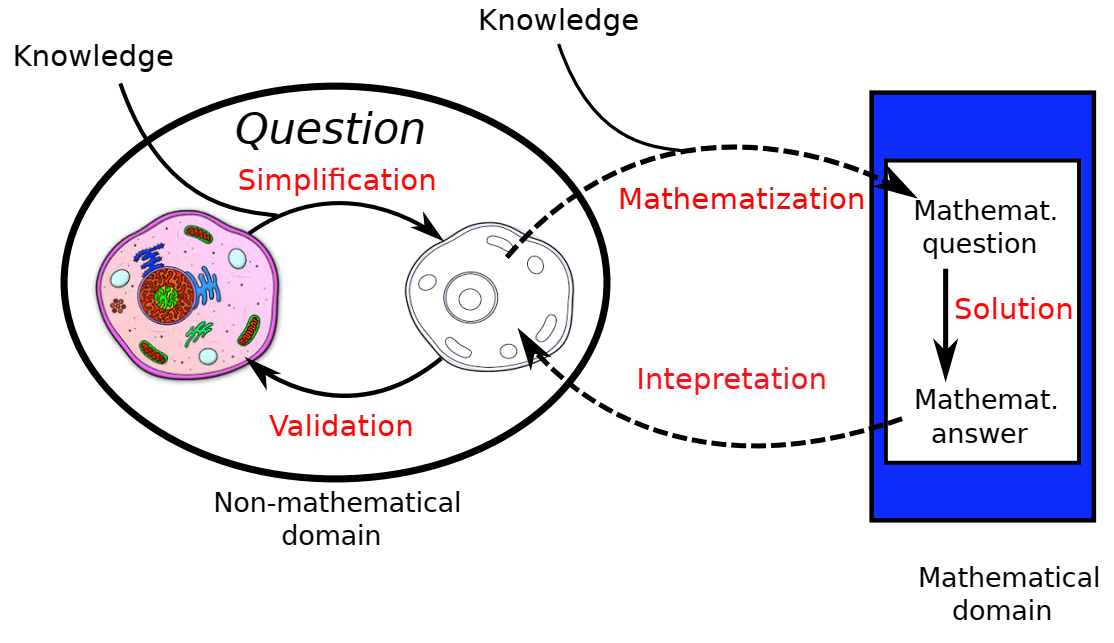 Knowledge
Knowledge
Question
Simplification
Mathematization
Mathemat.
question
Solution
Intepretation
Mathemat.
answer
Validation
Non-mathematical
domain
Mathematical
domain